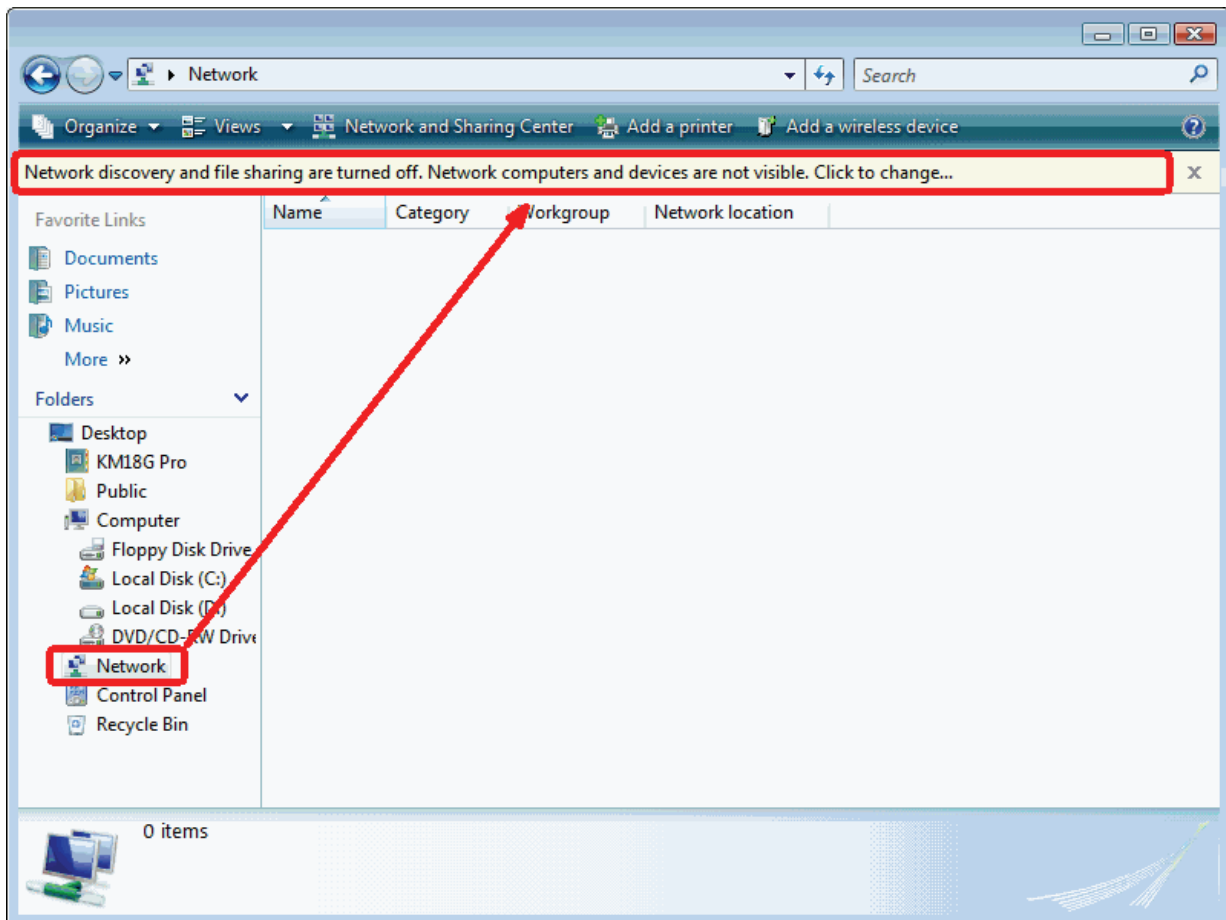 Network
Search
Organize Views Network and Sharing Center Add a printer Add a wireless device
Network discovery and file sharing are turned off. Network computers and devices are not visible. Click to change...
Favorite Links
Documents
Pictures
Music
More »
Folders
Desktop
KM18G Pro
Public
Computer
Floppy Disk Drive
Local Disk (C:)
Local Disk (D:)
DVD/CD-RW Drive
Network
Control Panel
Recycle Bin
Name Category Workgroup Network location
0 items